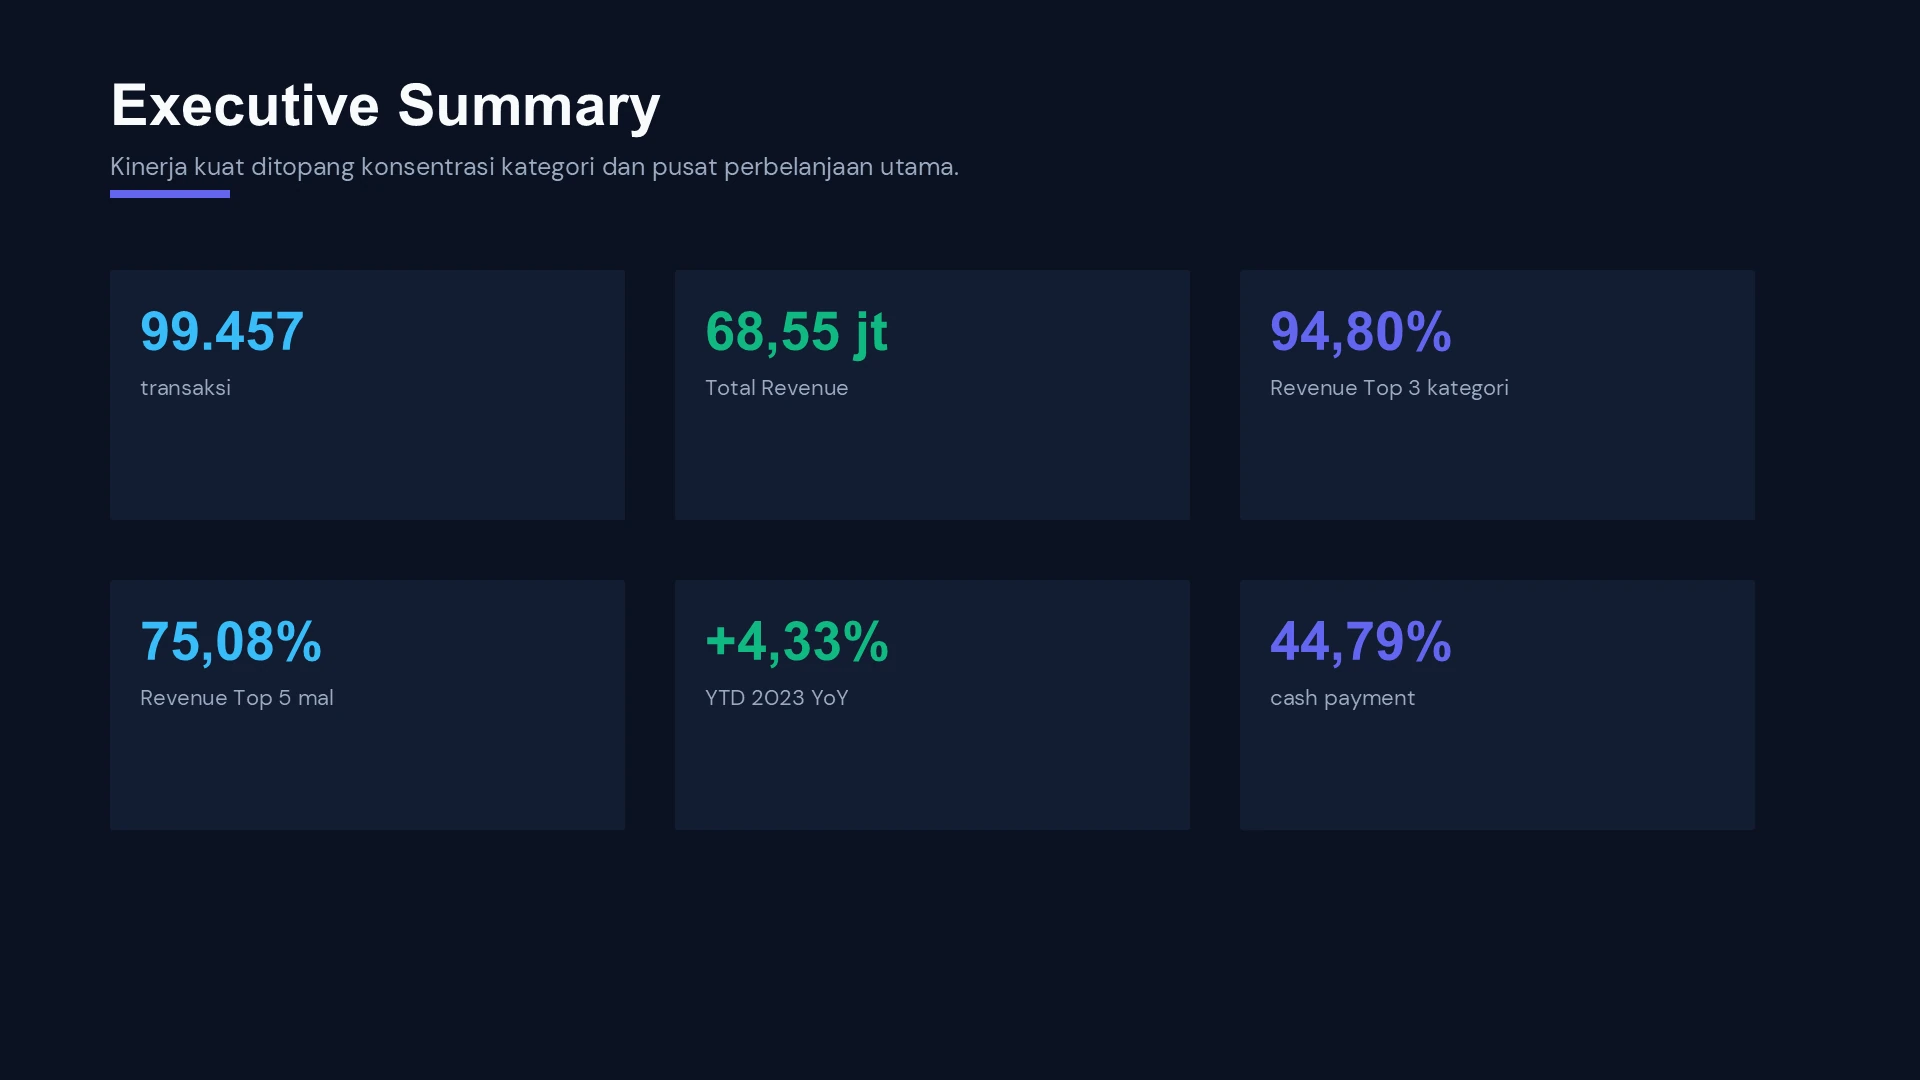 Executive Summary
Kinerja kuat ditopang konsentrasi kategori dan pusat perbelanjaan utama.
99.457
transaksi
68,55 jt
Total Revenue
94,80%
Revenue Top 3 kategori
75,08%
Revenue Top 5 mal
+4,33%
YTD 2023 YoY
44,79%
cash payment